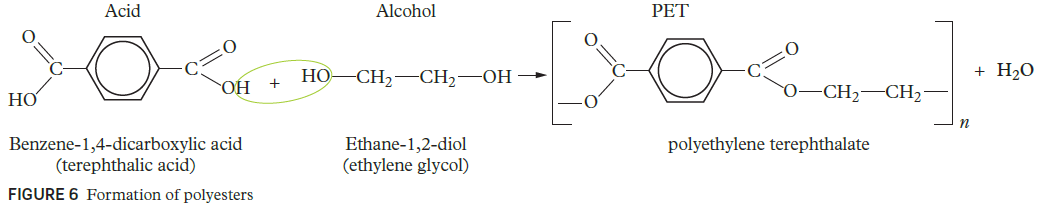 Acid Alcohol PET
O O O O
C C HO—CH₂—CH₂—OH C C + H₂O
HO OH + —O O—CH₂—CH₂—
n
Benzene-1,4-dicarboxylic acid Ethane-1,2-diol polyethylene terephthalate
(terephthalic acid) (ethylene glycol)
FIGURE 6 Formation of polyesters